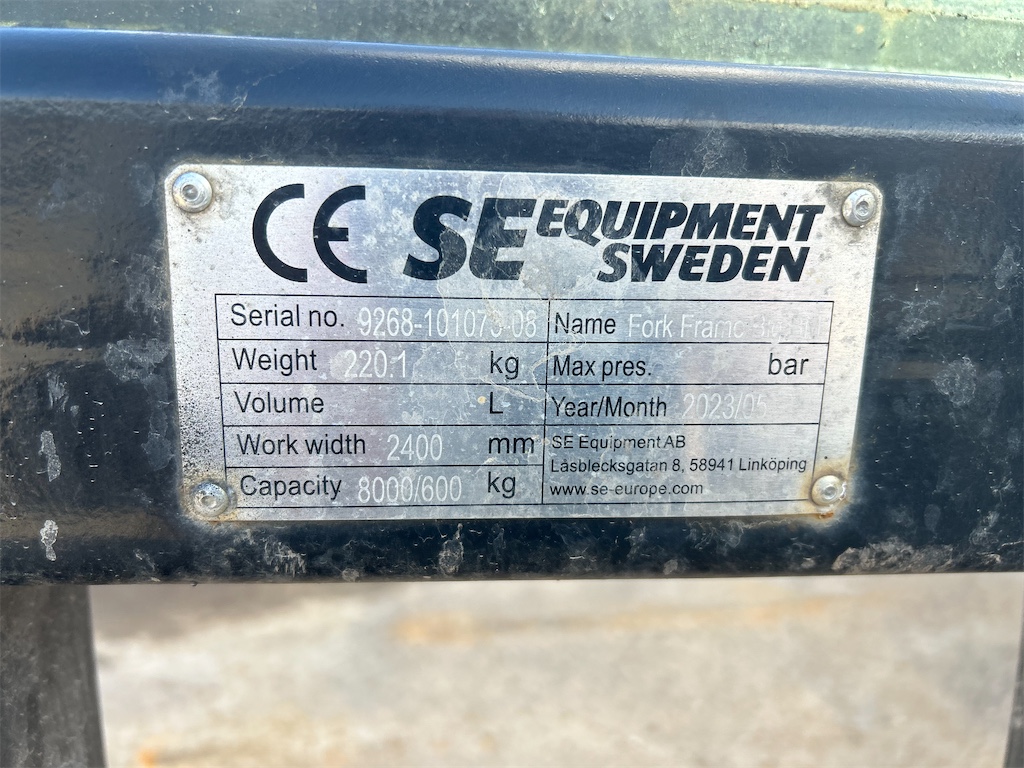 CE SE EQUIPMENT
SWEDEN
Serial no. 9268-101073-08 Name Fork Frame
Weight 220.1 kg Max pres. bar
Volume L Year/Month 2023/05
Work width 2400 mm SE Equipment AB
Låsblecksgatan 8, 58941 Linköping
Capacity 8000/600 kg www.se-europe.com